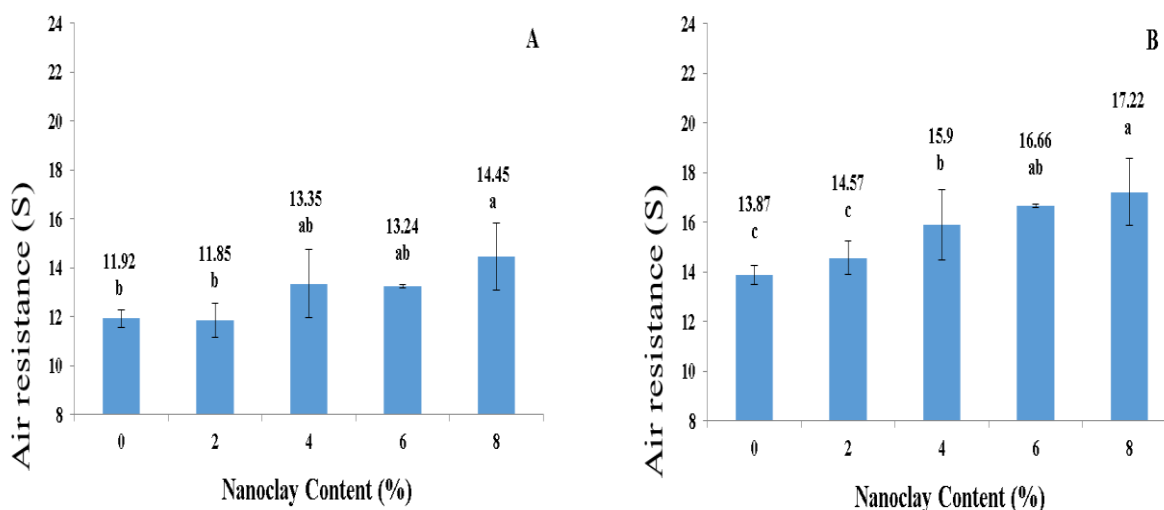 A
Air resistance (S)
24
22
20
18
16
14
12
10
8
11.92
b
11.85
b
13.35
ab
13.24
ab
14.45
a
0 2 4 6 8
Nanoclay Content (%)
B
Air resistance (S)
24
22
20
18
16
14
12
10
8
13.87
c
14.57
c
15.9
b
16.66
ab
17.22
a
0 2 4 6 8
Nanoclay Content (%)